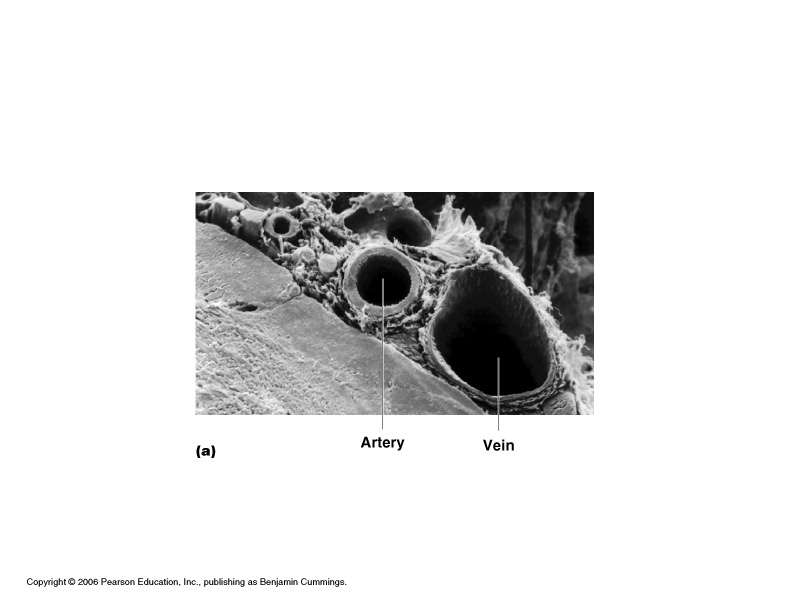 Artery
Vein
(a)
Copyright © 2006 Pearson Education, Inc., publishing as Benjamin Cummings.